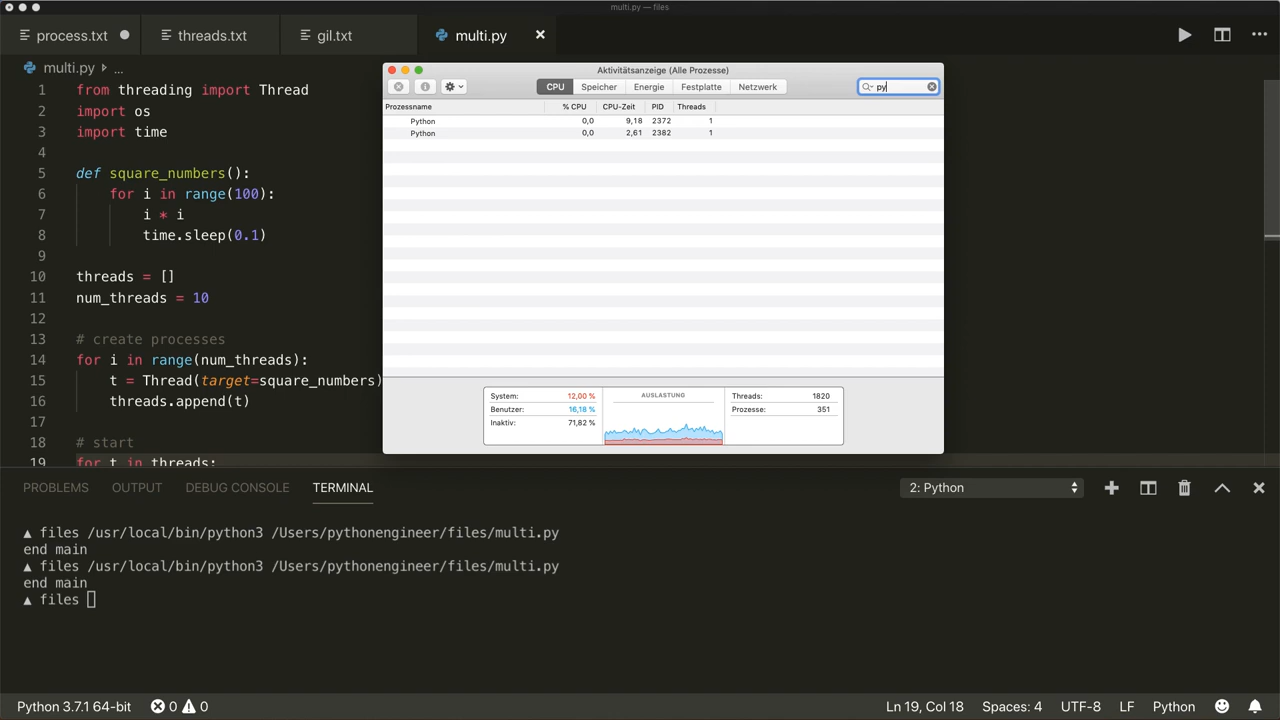 multi.py — files
process.txt
threads.txt
gil.txt
multi.py
multi.py
...
1 from threading import Thread
2 import os
3 import time
4
5 def square_numbers():
6 for i in range(100):
7 i * i
8 time.sleep(0.1)
9
10 threads = []
11 num_threads = 10
12
13 # create processes
14 for i in range(num_threads):
15 t = Thread(target=square_numbers)
16 threads.append(t)
17
18 # start
19 for t in threads:
Aktivitätsanzeige (Alle Prozesse)
CPU Speicher Energie Festplatte Netzwerk
py
Prozessname % CPU CPU-Zeit PID Threads
Python 0,0 9,18 2372 1
Python 0,0 2,61 2382 1
System: 12,00 %
Benutzer: 16,18 %
Inaktiv: 71,82 %
AUSLASTUNG
Threads: 1820
Prozesse: 351
PROBLEMS OUTPUT DEBUG CONSOLE TERMINAL
2: Python
▲ files /usr/local/bin/python3 /Users/pythonengineer/files/multi.py
end main
▲ files /usr/local/bin/python3 /Users/pythonengineer/files/multi.py
end main
▲ files
Python 3.7.1 64-bit 0 0 Ln 19, Col 18 Spaces: 4 UTF-8 LF Python